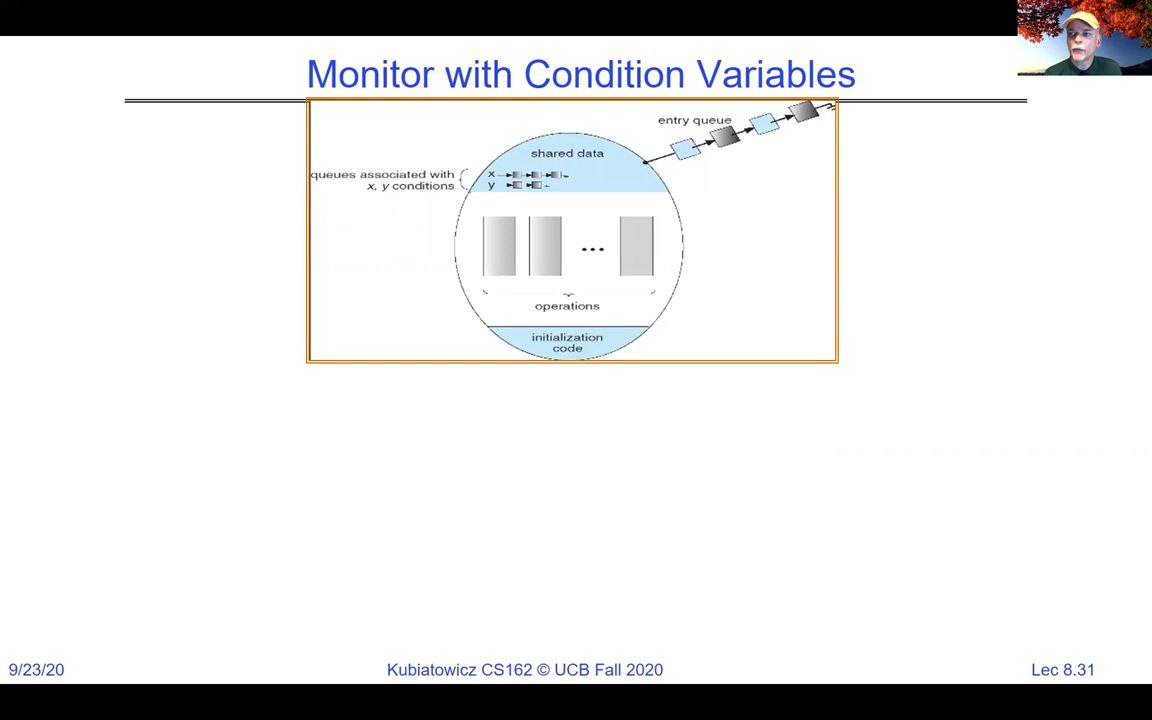 Monitor with Condition Variables
entry queue
shared data
queues associated with
x, y conditions
x
y
...
operations
initialization
code
9/23/20
Kubiatowicz CS162 © UCB Fall 2020
Lec 8.31